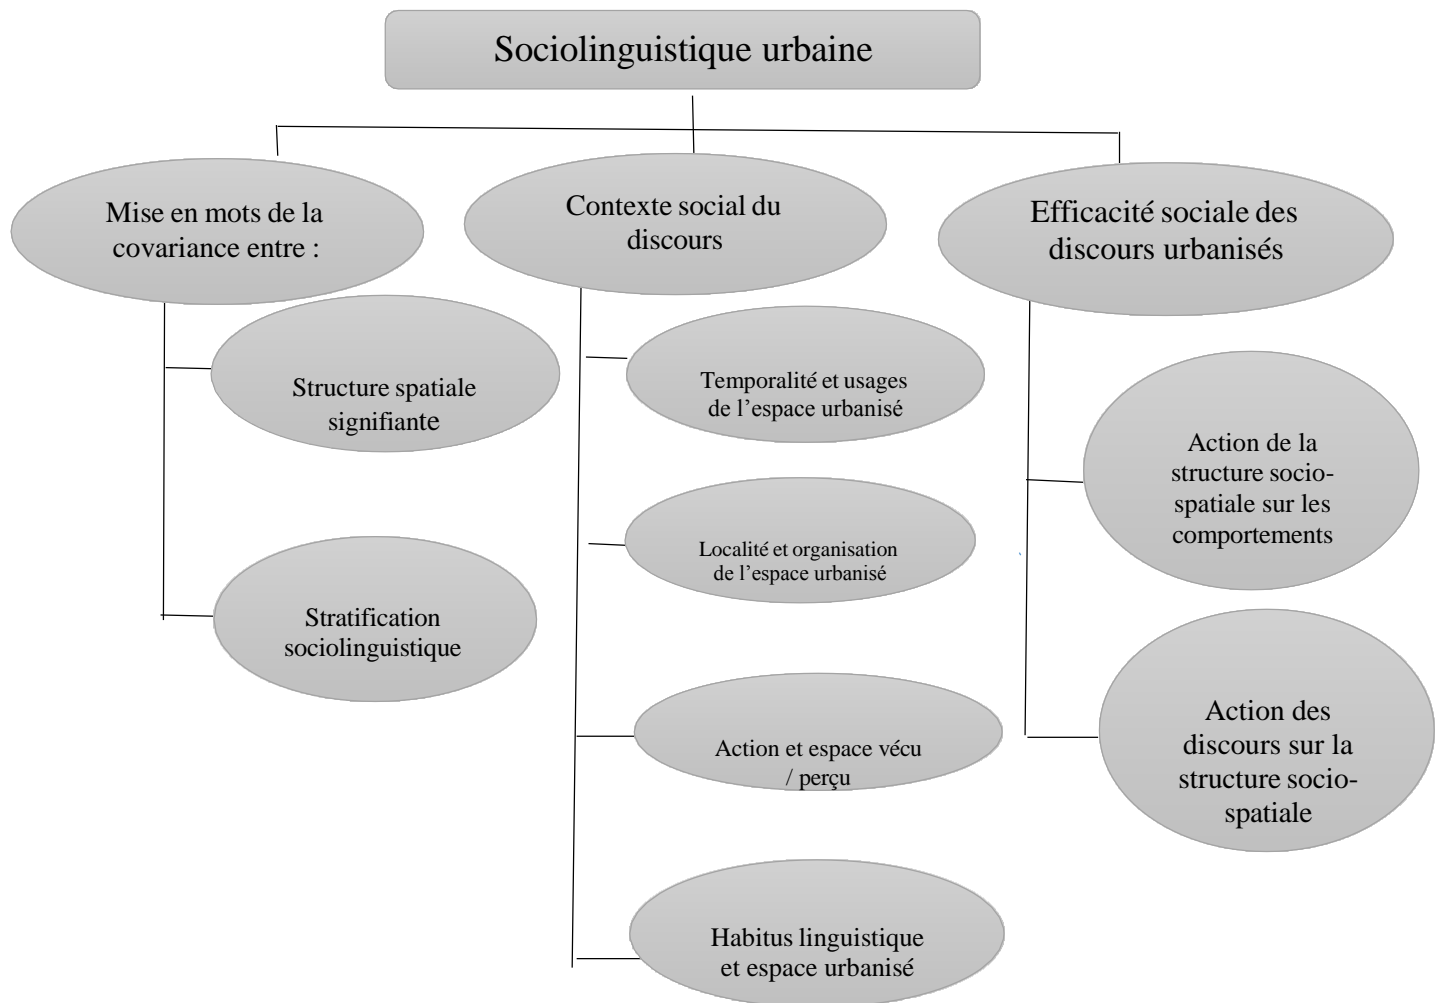 Sociolinguistique urbaine
Mise en mots de la
covariance entre :
Structure spatiale
signifiante
Stratification
sociolinguistique
Contexte social du
discours
Temporalité et usages
de l’espace urbanisé
Localité et organisation
de l’espace urbanisé
Action et espace vécu
/ perçu
Habitus linguistique
et espace urbanisé
Efficacité sociale des
discours urbanisés
Action de la
structure socio-
spatiale sur les
comportements
Action des
discours sur la
structure socio-
spatiale